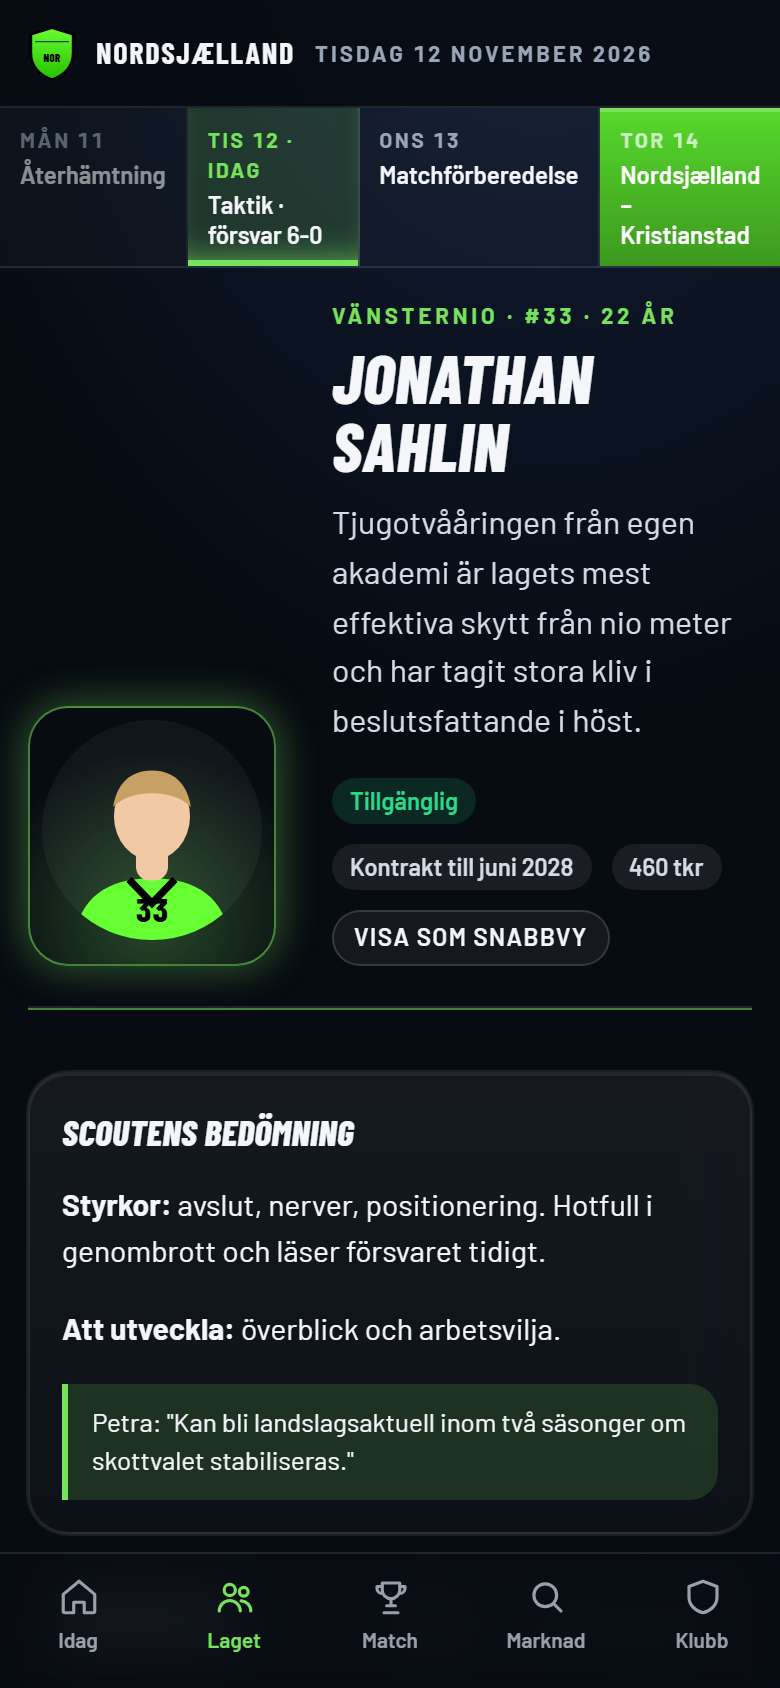 NOR
NORDSJÆLLAND TISDAG 12 NOVEMBER 2026
MÅN 11
Återhämtning
TIS 12 ·
IDAG
Taktik ·
försvar 6-0
ONS 13
Matchförberedelse
TOR 14
Nordsjælland
–
Kristianstad
VÄNSTERNIO · #33 · 22 ÅR
JONATHAN
SAHLIN
Tjugotvååringen från egen
akademi är lagets mest
effektiva skytt från nio meter
och har tagit stora kliv i
beslutsfattande i höst.
33
Tillgänglig
Kontrakt till juni 2028
460 tkr
VISA SOM SNABBVY
SCOUTENS BEDÖMNING
Styrkor: avslut, nerver, positionering. Hotfull i
genombrott och läser försvaret tidigt.
Att utveckla: överblick och arbetsvilja.
Petra: "Kan bli landslagsaktuell inom två säsonger om
skottvalet stabiliseras."
Idag
Laget
Match
Marknad
Klubb